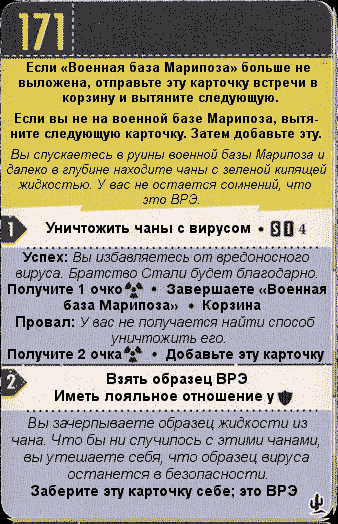 171
Если «Военная база Марипоза» больше не
выложена, отправьте эту карточку встречи в
корзину и вытяните следующую.
Если вы не на военной базе Марипоза, вытя-
ните следующую карточку. Затем добавьте эту.
Вы спускаетесь в руины военной базы Марипоза и
далеко в глубине находите чаны с зеленой кипящей
жидкостью. У вас не остается сомнений, что
это ВРЭ.
1 Уничтожить чаны с вирусом • S I 4
Успех: Вы избавляетесь от вредоносного
вируса. Братство Стали будет благодарно.
Получите 1 очко • Завершаете «Военная
база Марипоза» • Корзина
Провал: У вас не получается найти способ
уничтожить его.
Получите 2 очка • Добавьте эту карточку
2 Взять образец ВРЭ
Иметь лояльное отношение у
Вы зачерпываете образец жидкости из
чана. Что бы ни случилось с этими чанами,
вы утешаете себя, что образец вируса
останется в безопасности.
Заберите эту карточку себе; это ВРЭ